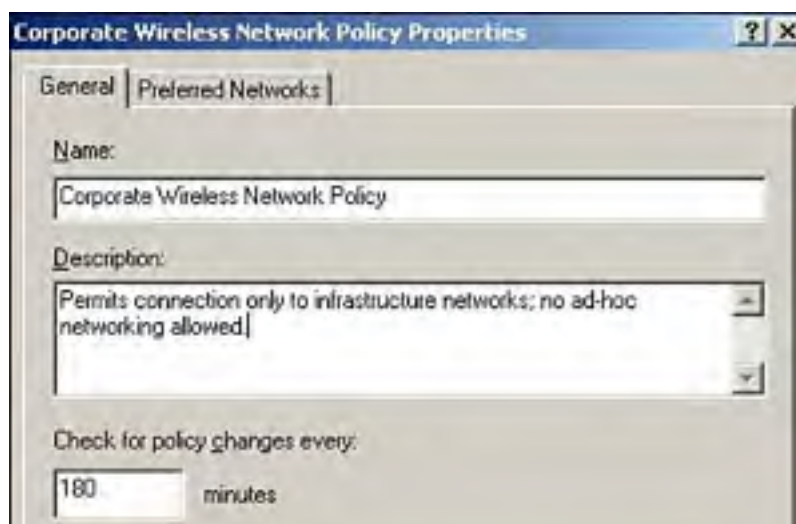 Corporate Wireless Network Policy Properties
General
Preferred Networks
Name:
Corporate Wireless Network Policy
Description:
Permits connection only to infrastructure networks; no ad-hoc
networking allowed.
Check for policy changes every:
180 minutes